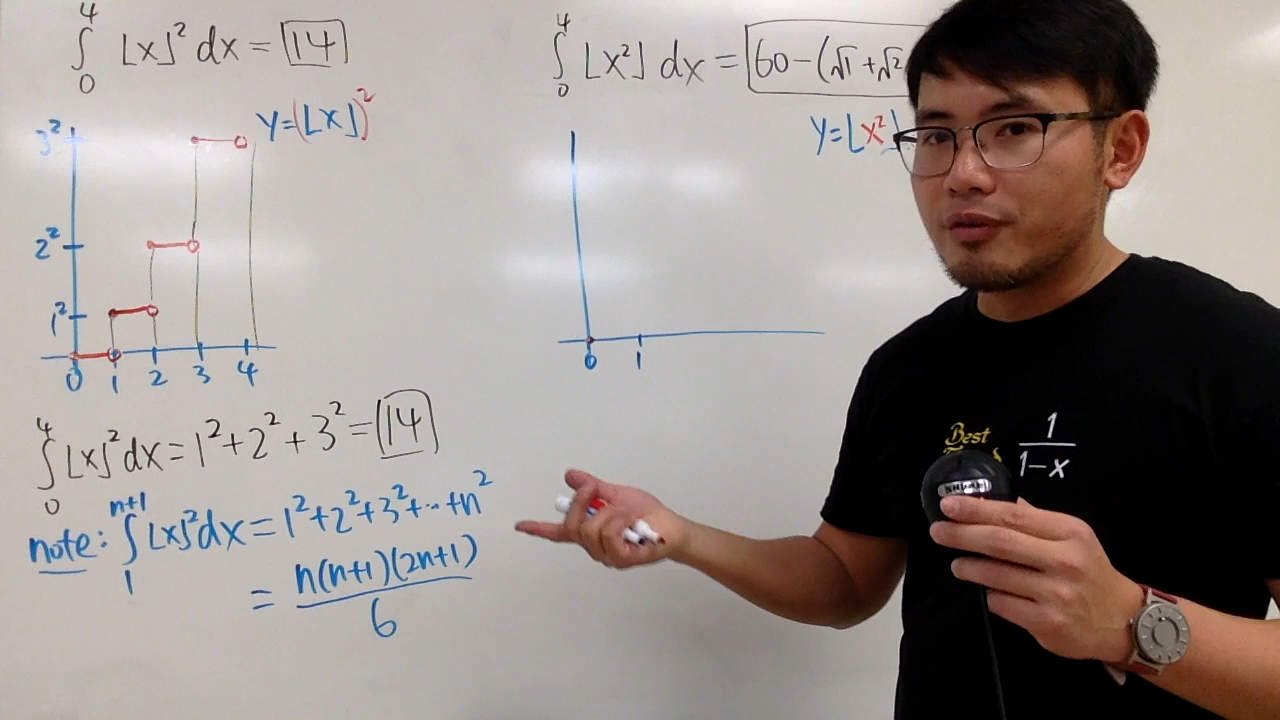 ∫₀⁴ ⌊x⌋² dx = 14
3²
2²
1²
0 1 2 3 4
y=(⌊x⌋)²
∫₀⁴ ⌊x⌋² dx = 1²+2²+3² = 14
note: ∫₁ⁿ⁺¹ ⌊x⌋² dx = 1²+2²+3²+...+n²
= n(n+1)(2n+1)/6
∫₀⁴ ⌊x²⌋ dx = 60-(√1+√2
y=⌊x²⌋
0 1
Best
1/(1-x)